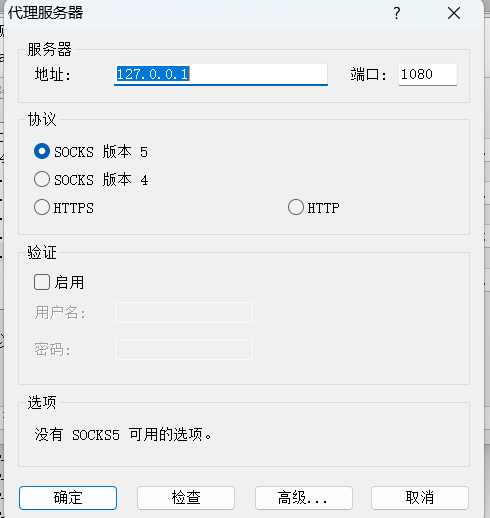 代理服务器
?
服务器
地址: 127.0.0.1 端口: 1080
协议
SOCKS 版本 5
SOCKS 版本 4
HTTPS HTTP
验证
启用
用户名:
密码:
选项
没有 SOCKS5 可用的选项。
确定 检查 高级... 取消